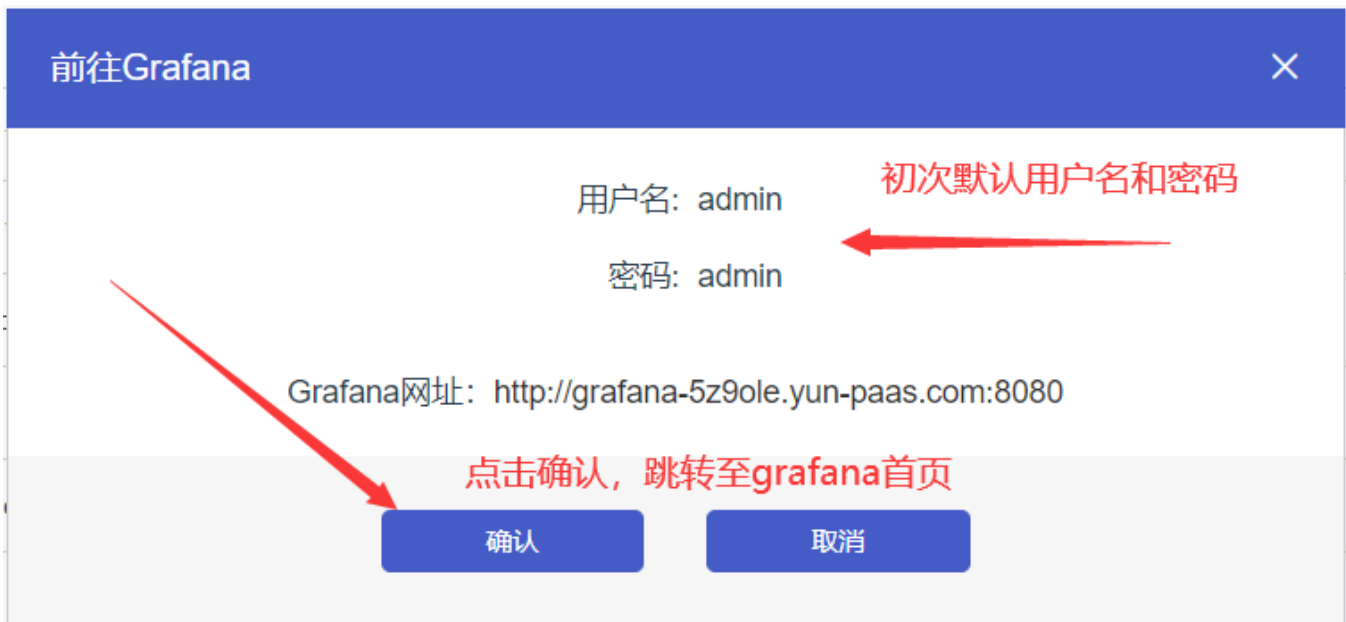 前往Grafana
初次默认用户名和密码
用户名: admin
密码: admin
Grafana网址：http://grafana-5z9ole.yun-paas.com:8080
点击确认，跳转至grafana首页
确认 取消